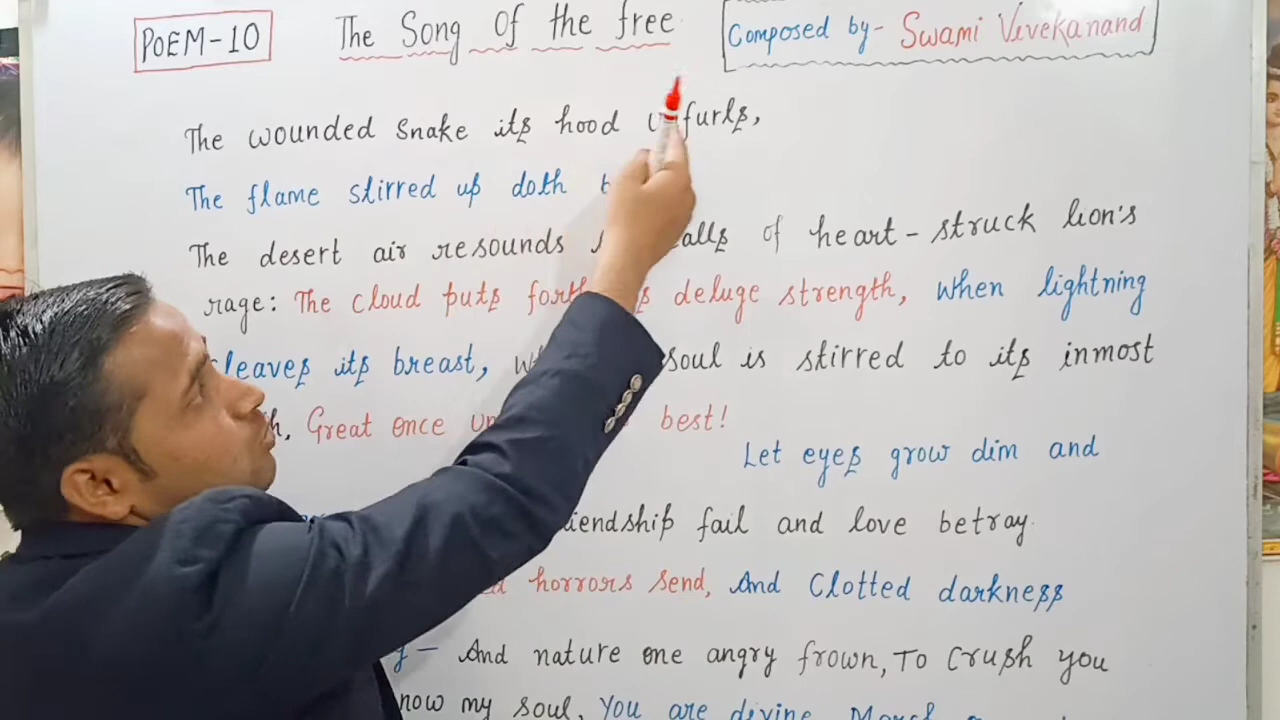 POEM-10
The Song Of the free
Composed by- Swami Vivekanand
The wounded snake its hood unfurls,
The flame stirred up doth
The desert air resounds of heart-struck lion's
rage: The cloud puts forth deluge strength, when lightning
cleaves its breast, soul is stirred to its inmost
Great once best!
Let eyes grow dim and
friendship fail and love betray.
horrors send, And Clotted darkness
And nature one angry frown, To crush you
now my soul, You are divine. March